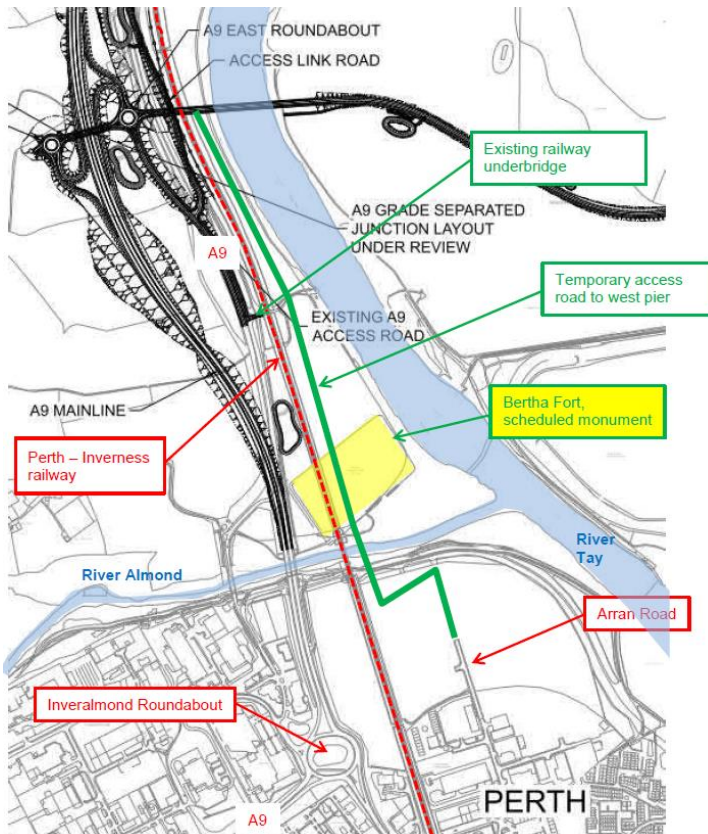 A9 EAST ROUNDABOUT
ACCESS LINK ROAD
Existing railway
underbridge
A9 GRADE SEPARATED
JUNCTION LAYOUT
UNDER REVIEW
A9
Temporary access
road to west pier
EXISTING A9
ACCESS ROAD
A9 MAINLINE
Bertha Fort,
scheduled monument
Perth – Inverness
railway
River
Tay
River Almond
Arran Road
Inveralmond Roundabout
PERTH
A9